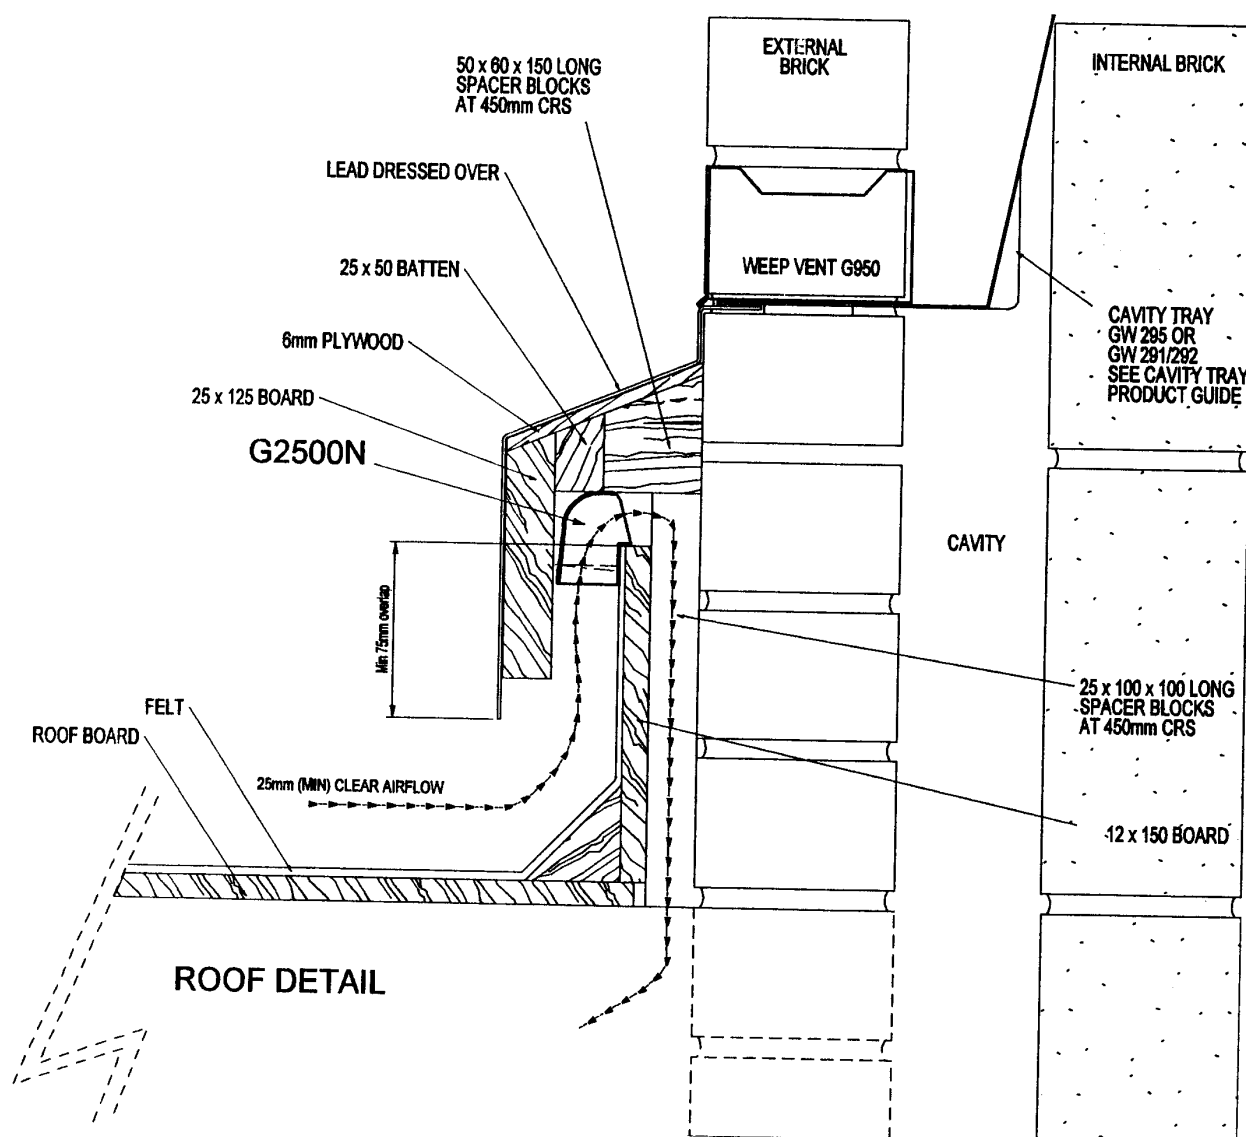 EXTERNAL
BRICK
INTERNAL BRICK
50 x 60 x 150 LONG
SPACER BLOCKS
AT 450mm CRS
LEAD DRESSED OVER
WEEP VENT G950
25 x 50 BATTEN
CAVITY TRAY
GW 295 OR
GW 291/292
SEE CAVITY TRAY
PRODUCT GUIDE
6mm PLYWOOD
25 x 125 BOARD
G2500N
CAVITY
Min 75mm overlap
25 x 100 x 100 LONG
SPACER BLOCKS
AT 450mm CRS
FELT
ROOF BOARD
25mm (MIN) CLEAR AIRFLOW
12 x 150 BOARD
ROOF DETAIL